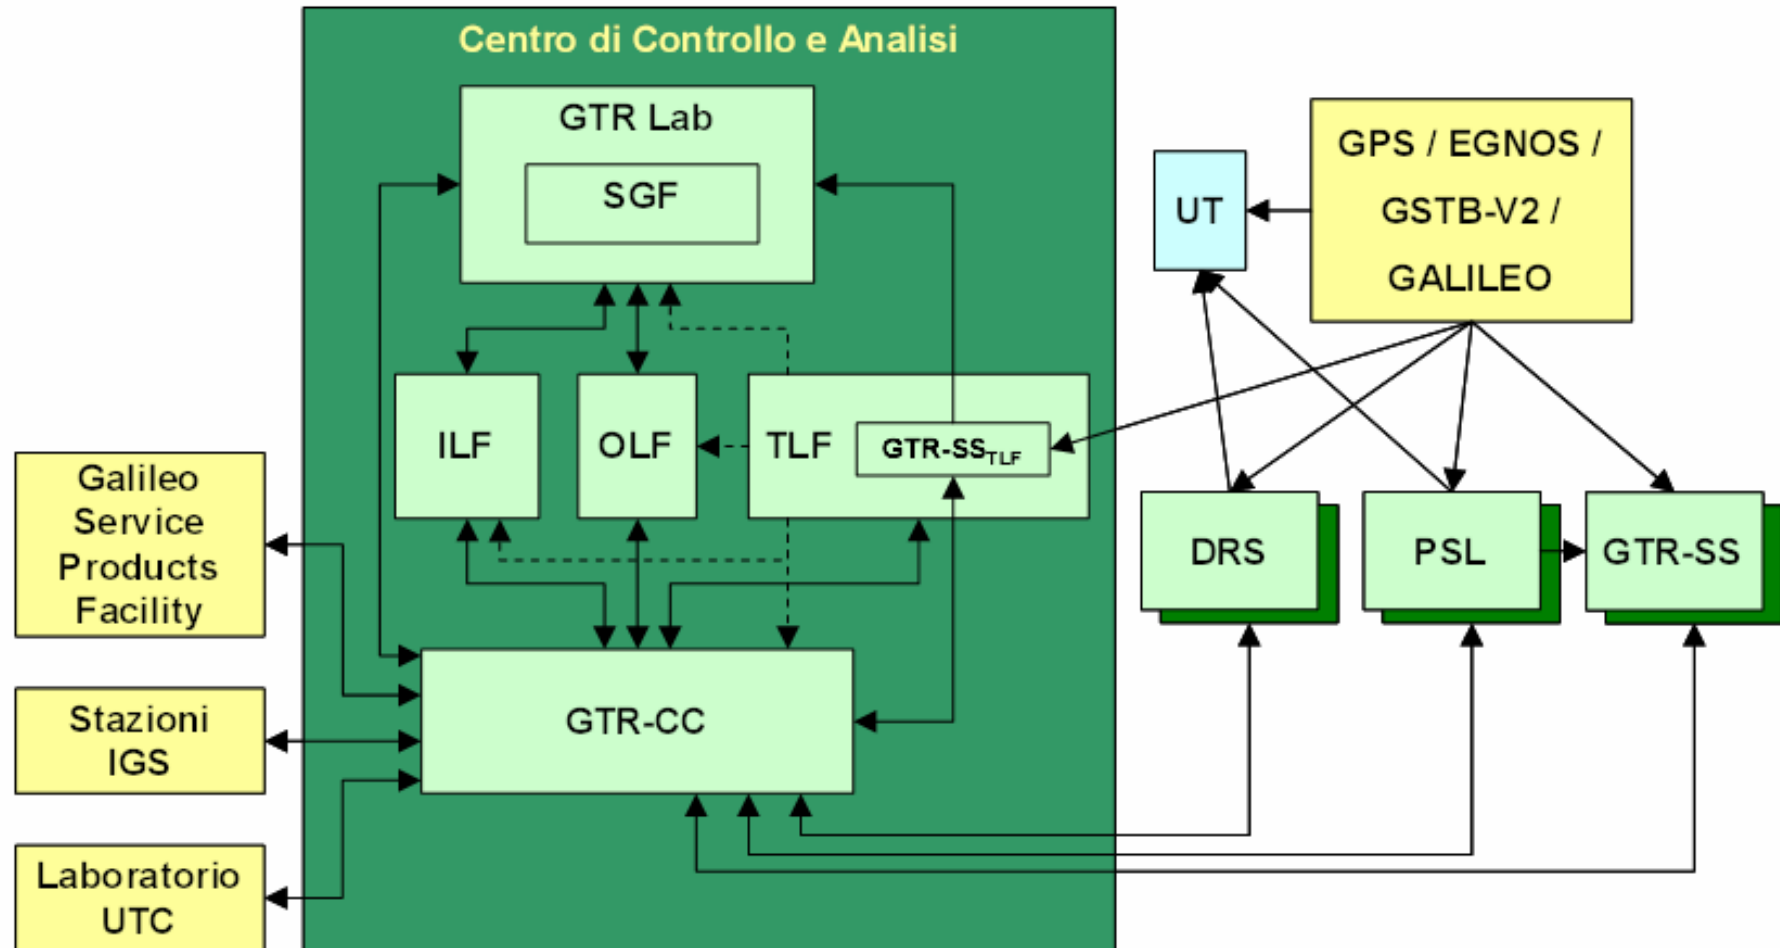 Centro di Controllo e Analisi
GTR Lab
SGF
GPS / EGNOS /
GSTB-V2 /
GALILEO
UT
ILF
OLF
TLF
GTR-SSTLF
Galileo
Service
Products
Facility
DRS
PSL
GTR-SS
Stazioni
IGS
GTR-CC
Laboratorio
UTC